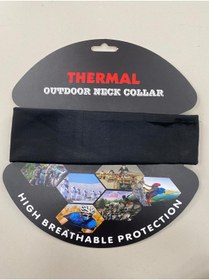 THERMAL
OUTDOOR NECK COLLAR
HIGH BREATHABLE PROTECTION